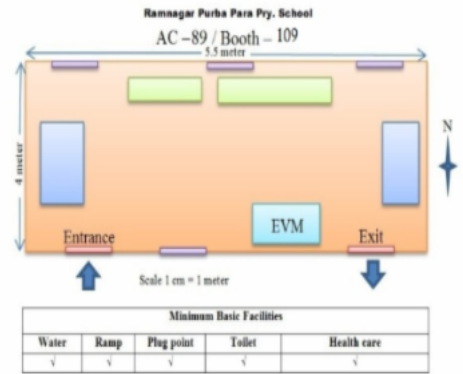 Ramnagar Purba Para Pry. School
AC -89 / Booth - 109
5.5 meter
4 meter
N
EVM
Entrance
Exit
Scale 1 cm = 1 meter
Minimum Basic Facilities
Water Ramp Plug point Toilet Health care
√ √ √ √ √